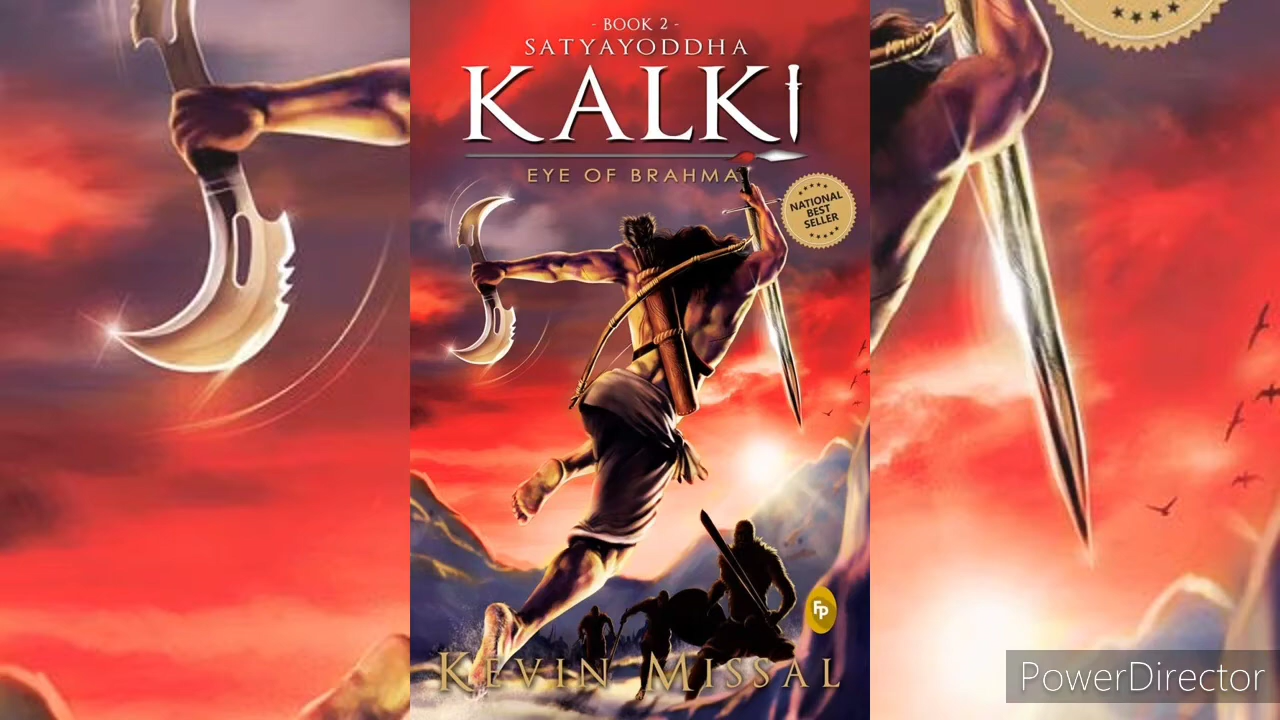 - BOOK 2 -
SATYAYODDHA
KALKI
EYE OF BRAHMA
NATIONAL
BEST
SELLER
FP
KEVIN MISSAL
PowerDirector